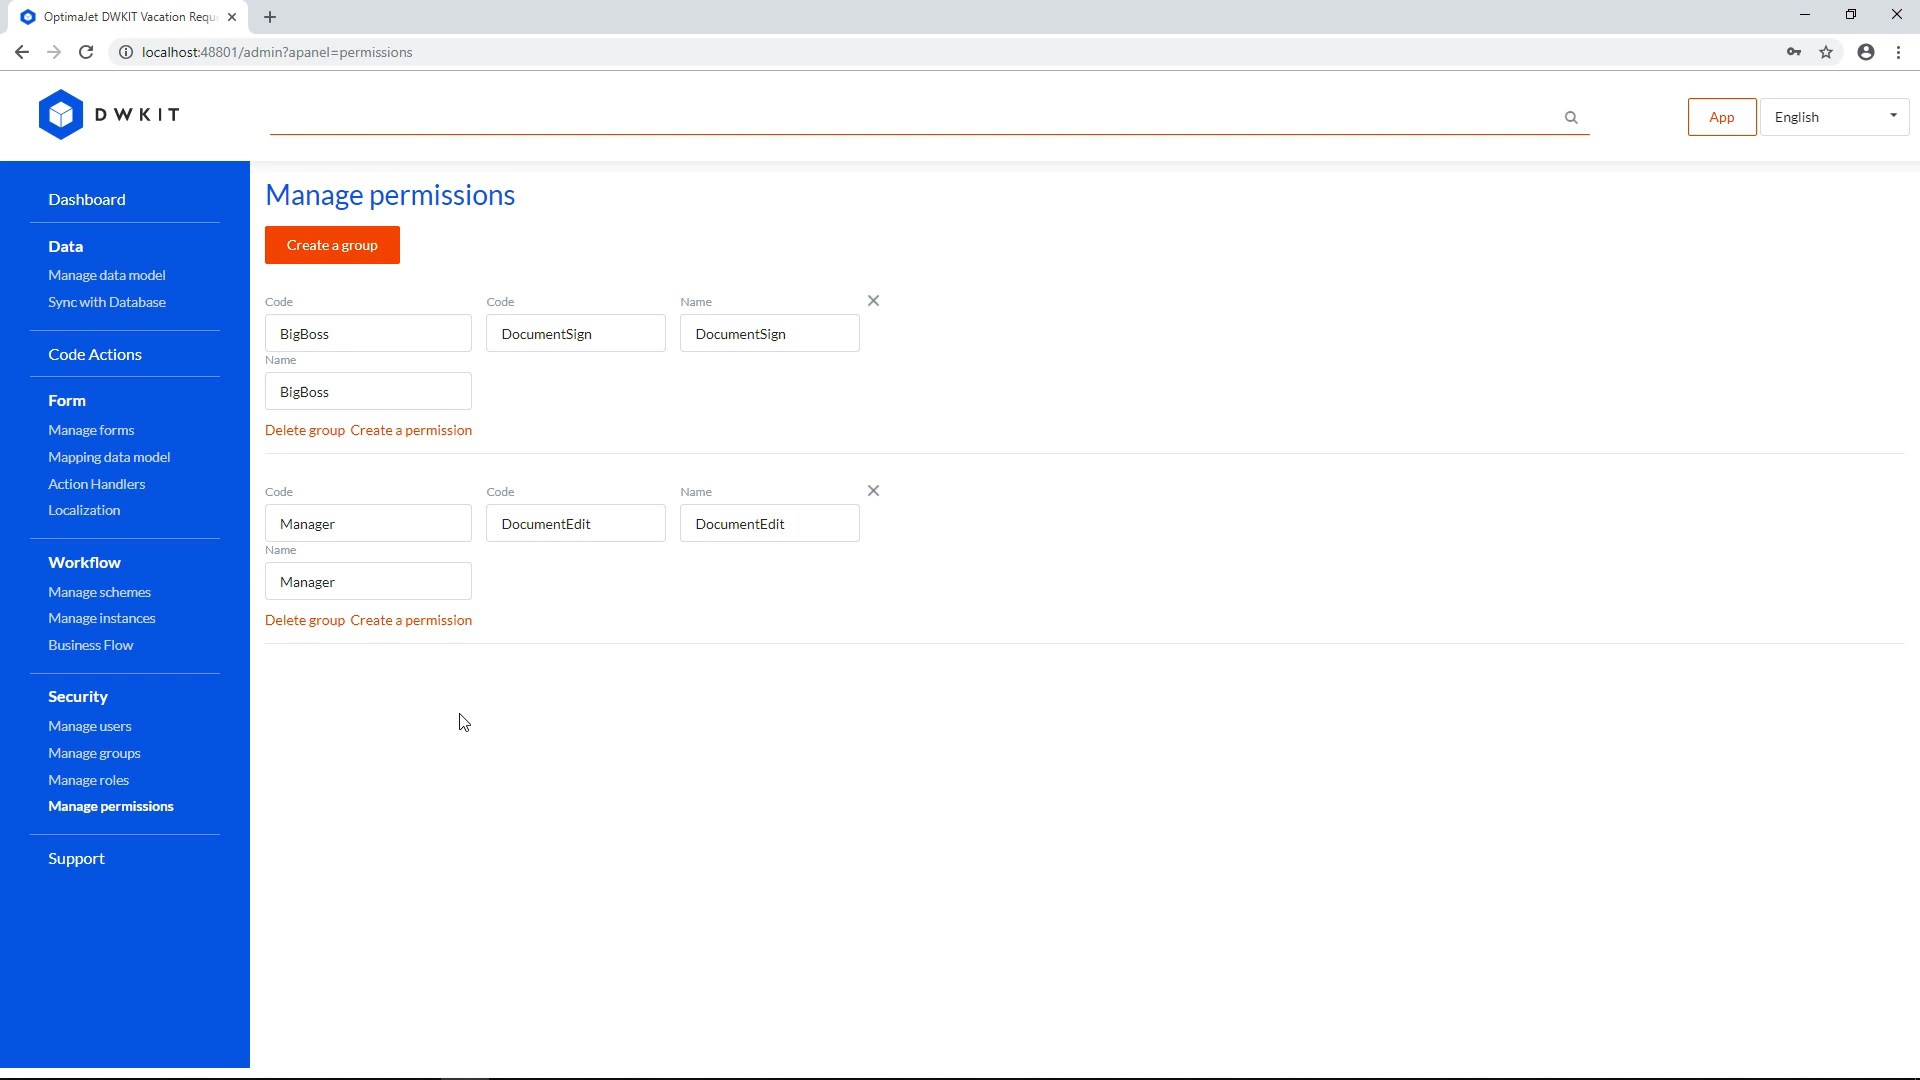 OptimaJet DWKIT Vacation Requ
localhost:48801/admin?apanel=permissions
DWKIT
App
English
Dashboard
Data
Manage data model
Sync with Database
Code Actions
Form
Manage forms
Mapping data model
Action Handlers
Localization
Workflow
Manage schemes
Manage instances
Business Flow
Security
Manage users
Manage groups
Manage roles
Manage permissions
Support
Manage permissions
Create a group
Code Code Name
BigBoss DocumentSign DocumentSign
Name
BigBoss
Delete group Create a permission
Code Code Name
Manager DocumentEdit DocumentEdit
Name
Manager
Delete group Create a permission